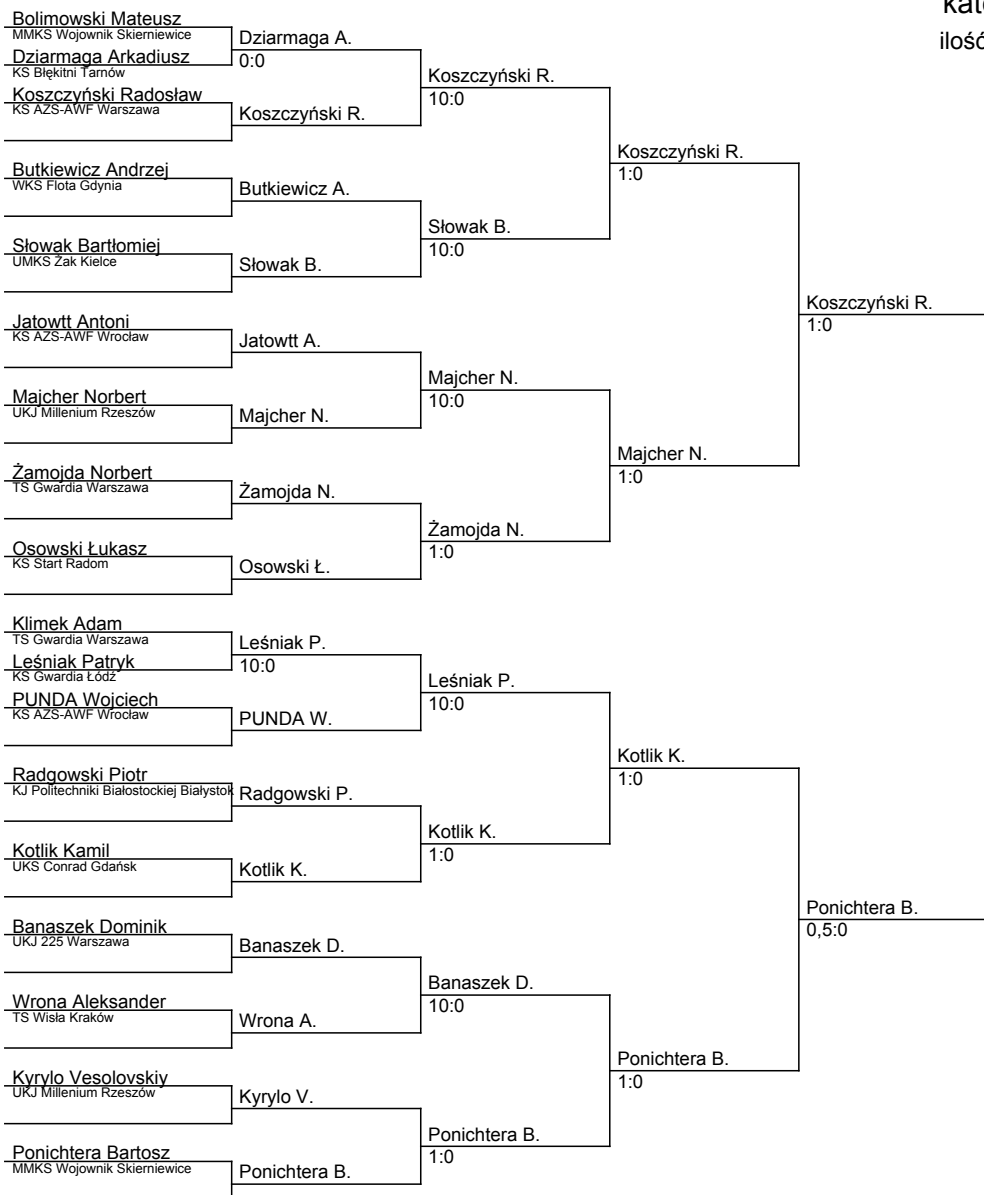 kate
ilość
Bolimowski Mateusz
MMKS Wojownik Skierniewice
Dziarmaga Arkadiusz
KS Błękitni Tarnów
Koszczyński Radosław
KS AZS-AWF Warszawa
Butkiewicz Andrzej
WKS Flota Gdynia
Słowak Bartłomiej
UMKS Żak Kielce
Jatowtt Antoni
KS AZS-AWF Wrocław
Majcher Norbert
UKJ Millenium Rzeszów
Żamojda Norbert
TS Gwardia Warszawa
Osowski Łukasz
KS Start Radom
Klimek Adam
TS Gwardia Warszawa
Leśniak Patryk
KS Gwardia Łódź
PUNDA Wojciech
KS AZS-AWF Wrocław
Radgowski Piotr
KJ Politechniki Białostockiej Białystok
Kotlik Kamil
UKS Conrad Gdańsk
Banaszek Dominik
UKJ 225 Warszawa
Wrona Aleksander
TS Wisła Kraków
Kyrylo Vesolovskiy
UKJ Millenium Rzeszów
Ponichtera Bartosz
MMKS Wojownik Skierniewice
Dziarmaga A.
0:0
Koszczyński R.
Butkiewicz A.
Słowak B.
Jatowtt A.
Majcher N.
Żamojda N.
Osowski Ł.
Leśniak P.
10:0
PUNDA W.
Radgowski P.
Kotlik K.
Banaszek D.
Wrona A.
Kyrylo V.
Ponichtera B.
Koszczyński R.
10:0
Słowak B.
10:0
Majcher N.
10:0
Żamojda N.
1:0
Leśniak P.
10:0
Kotlik K.
1:0
Banaszek D.
10:0
Ponichtera B.
1:0
Koszczyński R.
1:0
Majcher N.
1:0
Kotlik K.
1:0
Ponichtera B.
1:0
Koszczyński R.
1:0
Ponichtera B.
0,5:0